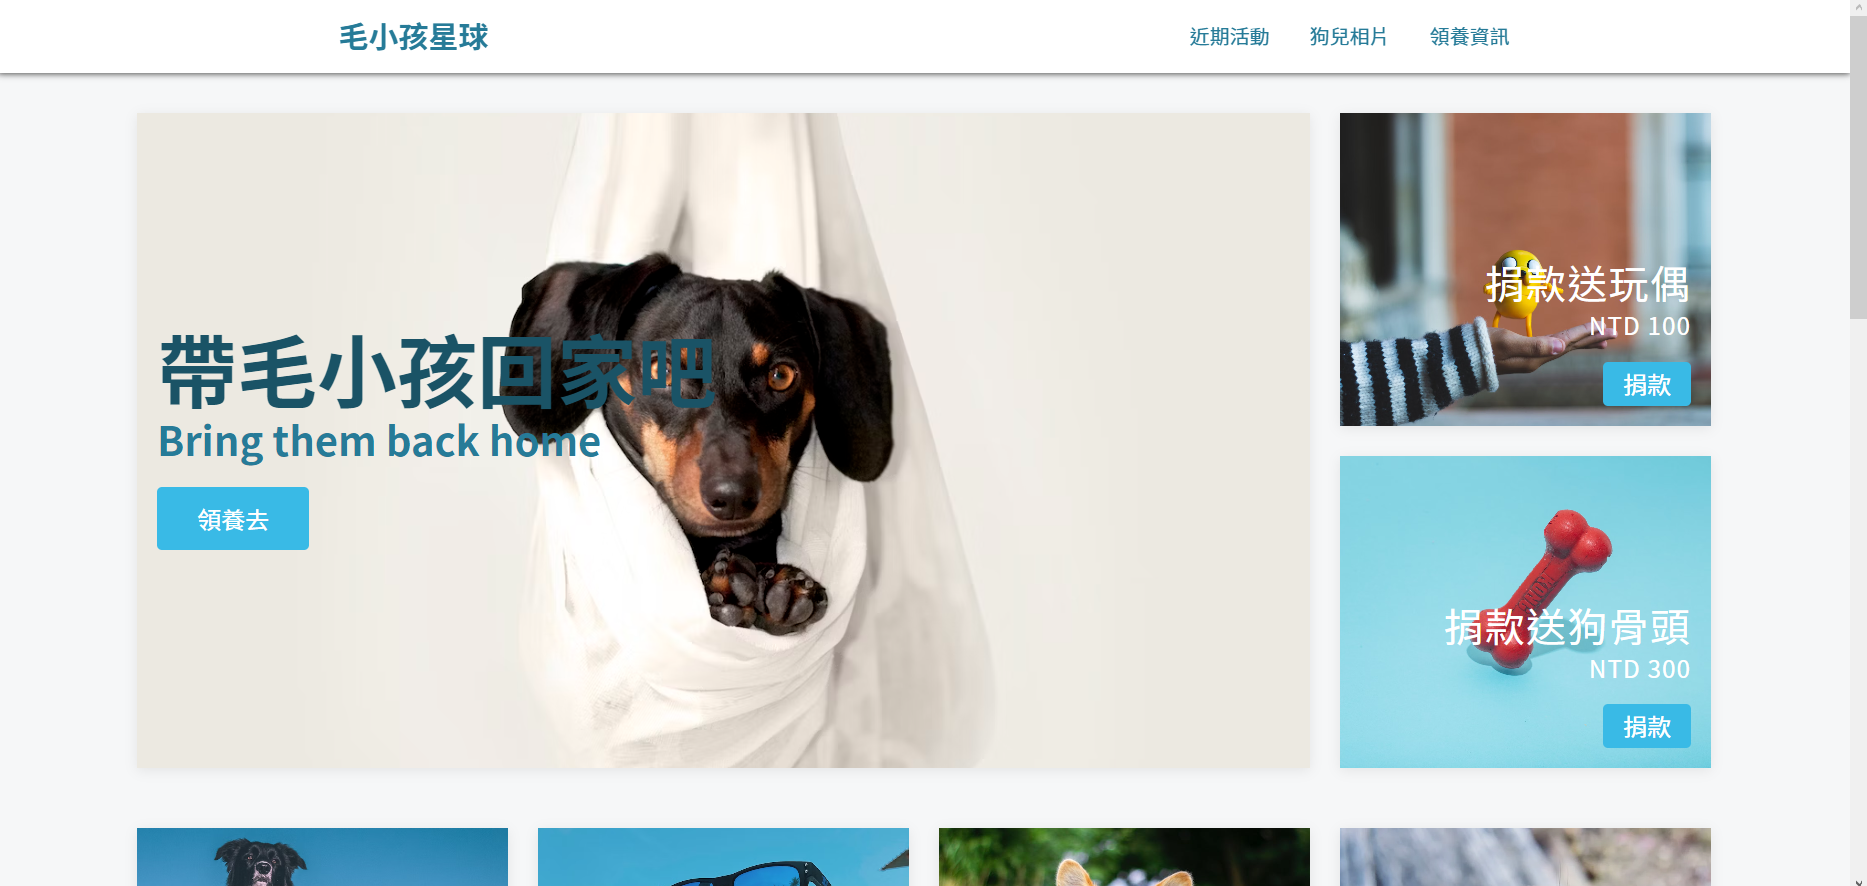 毛小孩星球
近期活動 狗兒相片 領養資訊
帶毛小孩回家吧
Bring them back home
領養去
捐款送玩偶
NTD 100
捐款
捐款送狗骨頭
NTD 300
捐款